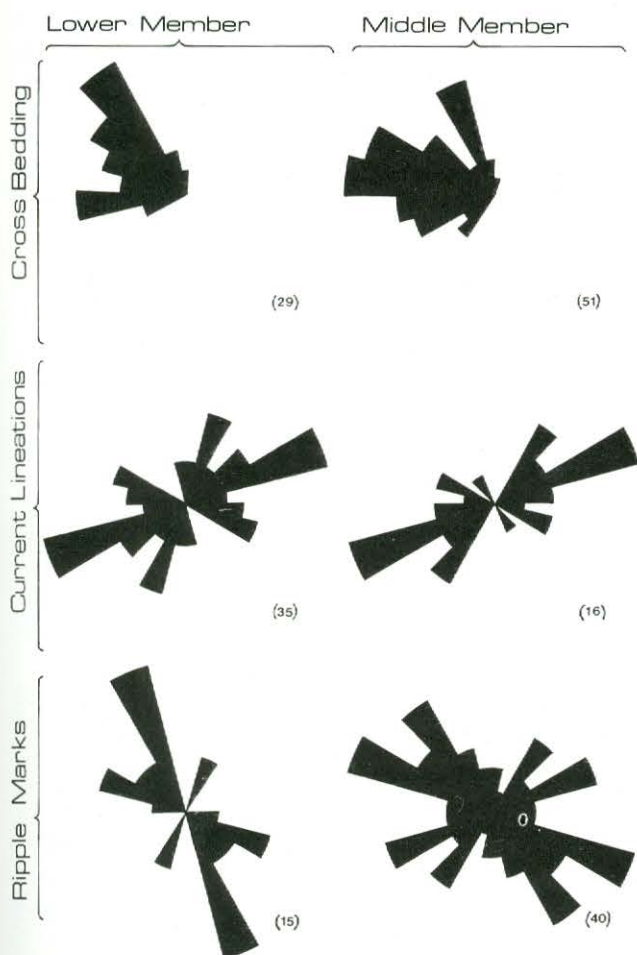 Lower Member
Middle Member
Cross Bedding
(29)
(51)
Current Lineations
(35)
(16)
Ripple Marks
(15)
(40)